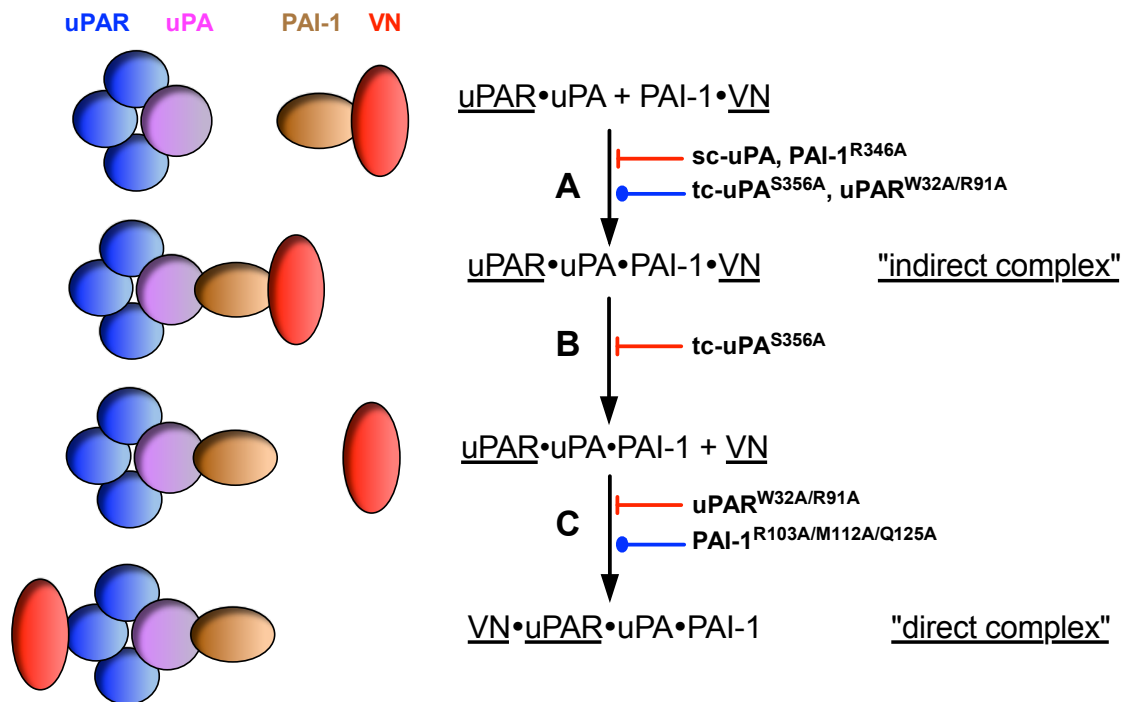 uPAR uPA PAI-1 VN
uPAR•uPA + PAI-1•VN
A
sc-uPA, PAI-1R346A
tc-uPAS356A, uPARW32A/R91A
uPAR•uPA•PAI-1•VN "indirect complex"
B
tc-uPAS356A
uPAR•uPA•PAI-1 + VN
C
uPARW32A/R91A
PAI-1R103A/M112A/Q125A
VN•uPAR•uPA•PAI-1 "direct complex"